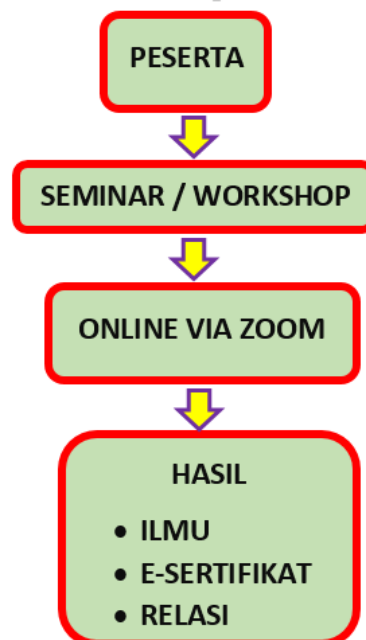 PESERTA
SEMINAR / WORKSHOP
ONLINE VIA ZOOM
HASIL
• ILMU
• E-SERTIFIKAT
• RELASI